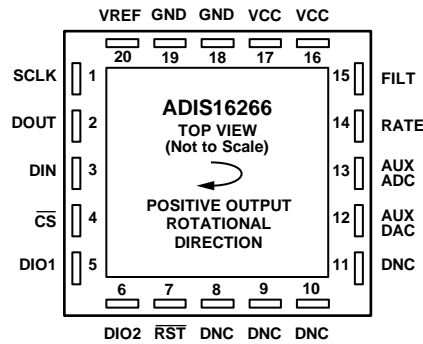 VREF GND GND VCC VCC
20 19 18 17 16
SCLK 1
DOUT 2
DIN 3
C̅S̅ 4
DIO1 5
ADIS16266
TOP VIEW
(Not to Scale)
POSITIVE OUTPUT
ROTATIONAL
DIRECTION
15 FILT
14 RATE
13 AUX
ADC
12 AUX
DAC
11 DNC
6 7 8 9 10
DIO2 R̅S̅T̅ DNC DNC DNC